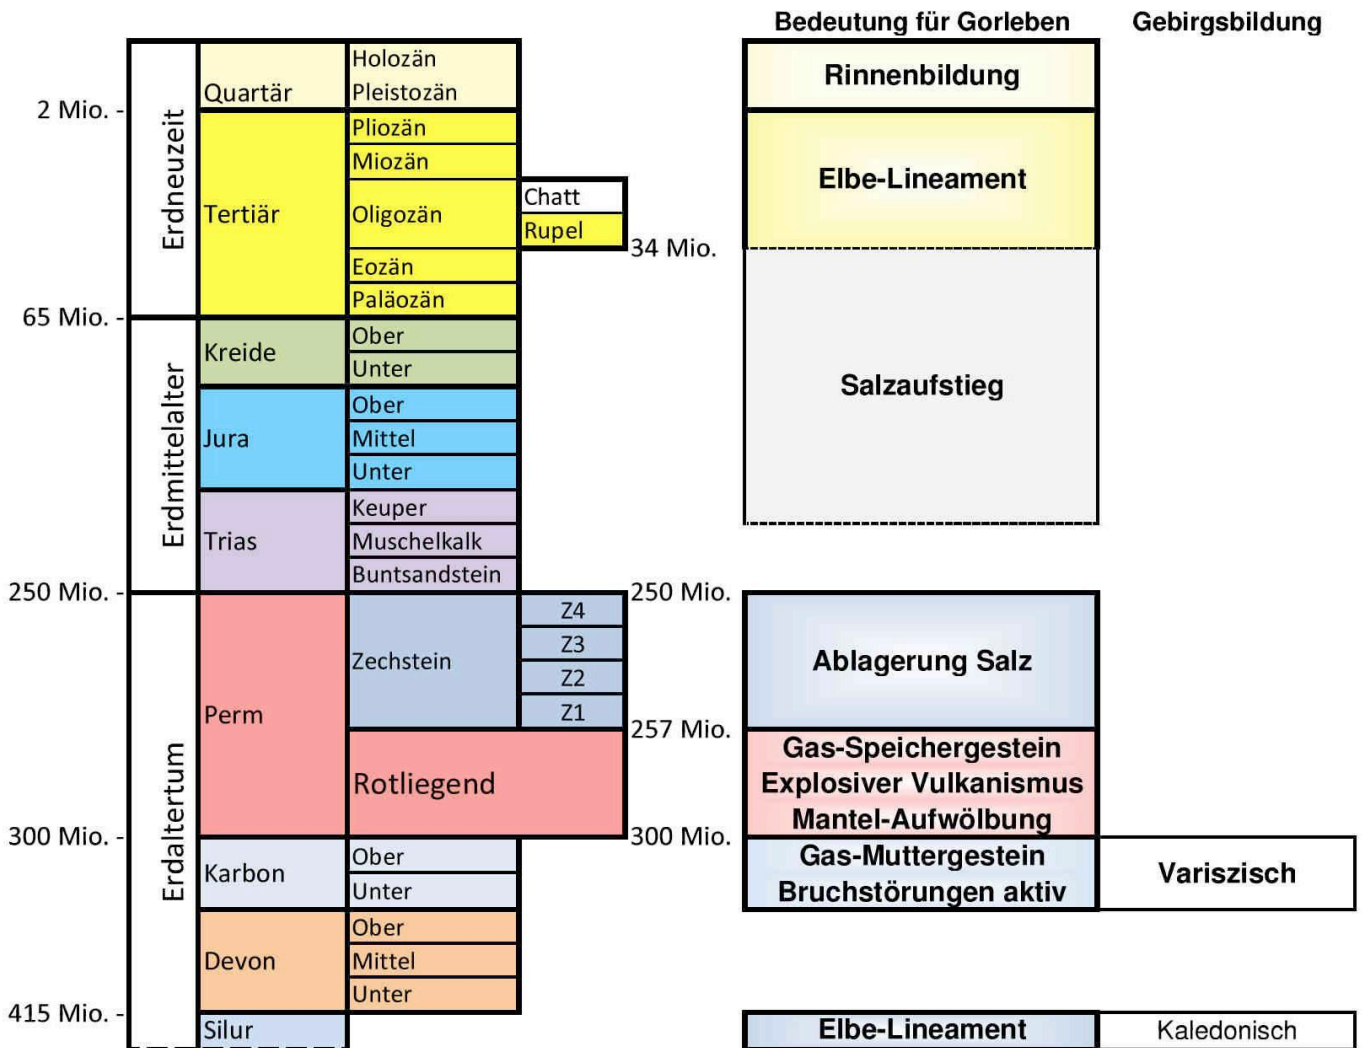 Bedeutung für Gorleben Gebirgsbildung
Erdneuzeit
Quartär
Holozän
Pleistozän
Rinnenbildung
2 Mio. -
Tertiär
Pliozän
Miozän
Oligozän
Chatt
Rupel
34 Mio.
Eozän
Paläozän
Elbe-Lineament
65 Mio. -
Erdmittelalter
Kreide
Ober
Unter
Jura
Ober
Mittel
Unter
Trias
Keuper
Muschelkalk
Buntsandstein
Salzaufstieg
250 Mio. -
250 Mio.
Erdaltertum
Perm
Zechstein
Z4
Z3
Z2
Z1
Ablagerung Salz
257 Mio.
Rotliegend
Gas-Speichergestein
Explosiver Vulkanismus
Mantel-Aufwölbung
300 Mio. -
300 Mio.
Karbon
Ober
Unter
Gas-Muttergestein
Bruchstörungen aktiv
Variszisch
Devon
Ober
Mittel
Unter
415 Mio. -
Silur
Elbe-Lineament
Kaledonisch